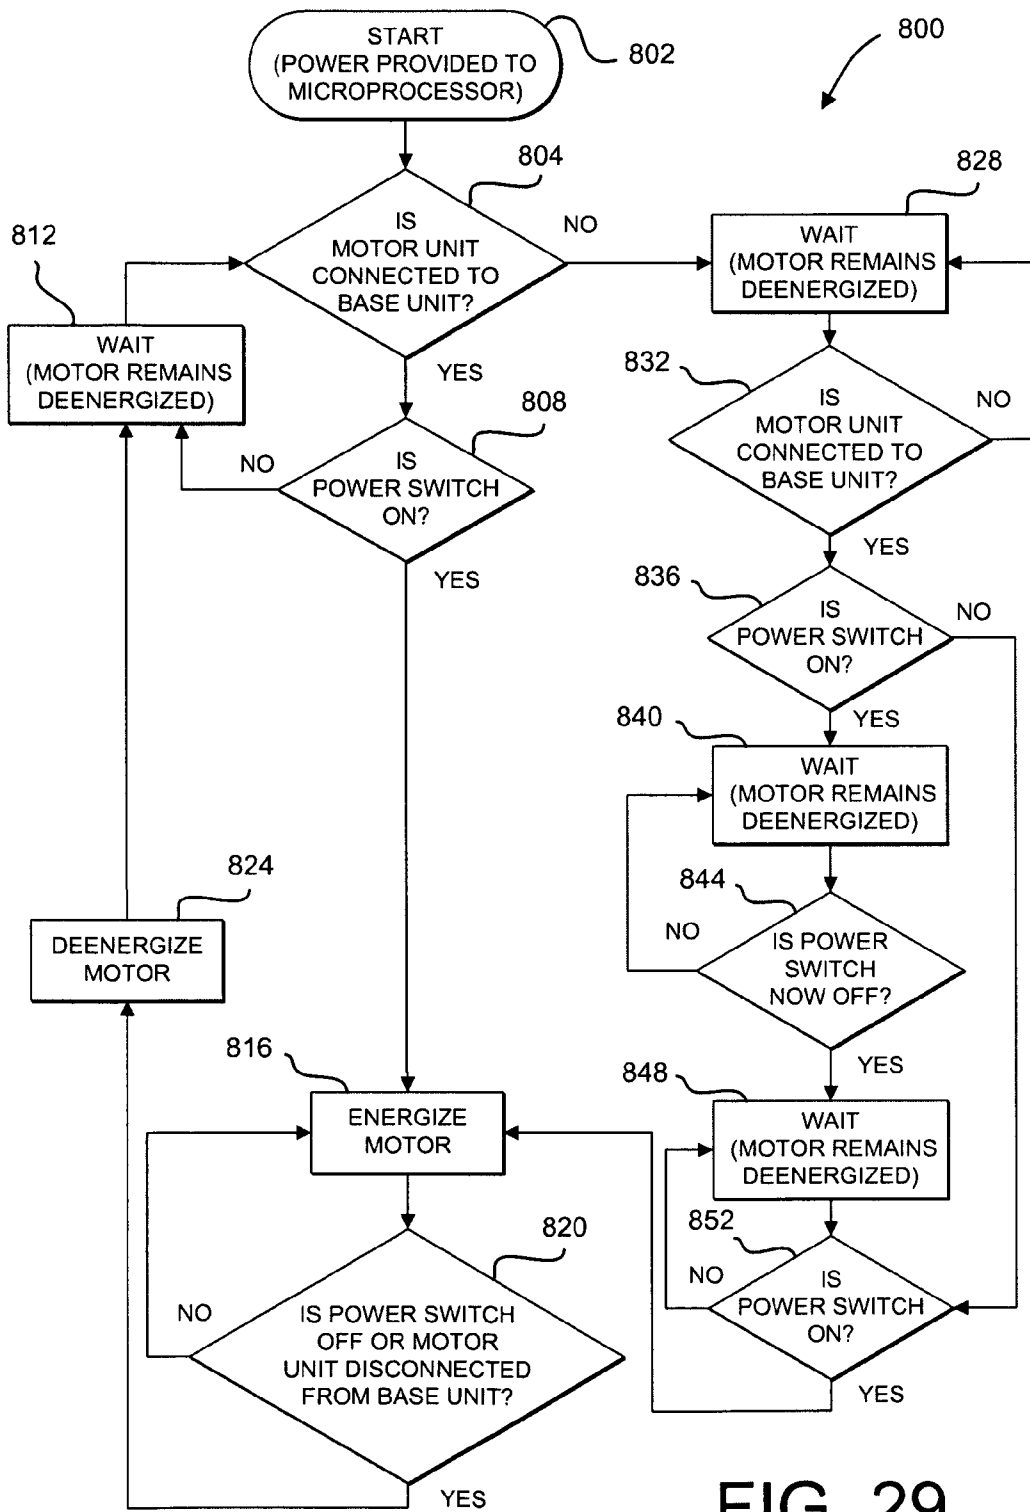 START
(POWER PROVIDED TO
MICROPROCESSOR)
802
800
804
IS
MOTOR UNIT
CONNECTED TO
BASE UNIT?
NO
YES
828
WAIT
(MOTOR REMAINS
DEENERGIZED)
812
WAIT
(MOTOR REMAINS
DEENERGIZED)
832
IS
MOTOR UNIT
CONNECTED TO
BASE UNIT?
NO
YES
808
IS
POWER SWITCH
ON?
NO
YES
836
IS
POWER SWITCH
ON?
NO
YES
840
WAIT
(MOTOR REMAINS
DEENERGIZED)
844
IS POWER
SWITCH
NOW OFF?
NO
YES
824
DEENERGIZE
MOTOR
816
ENERGIZE
MOTOR
848
WAIT
(MOTOR REMAINS
DEENERGIZED)
852
IS
POWER SWITCH
ON?
NO
YES
820
IS POWER SWITCH
OFF OR MOTOR
UNIT DISCONNECTED
FROM BASE UNIT?
NO
YES
FIG. 29